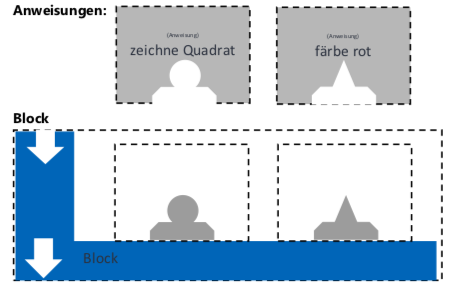 Anweisungen:
(Anweisung) (Anweisung)
zeichne Quadrat färbe rot
Block
Block